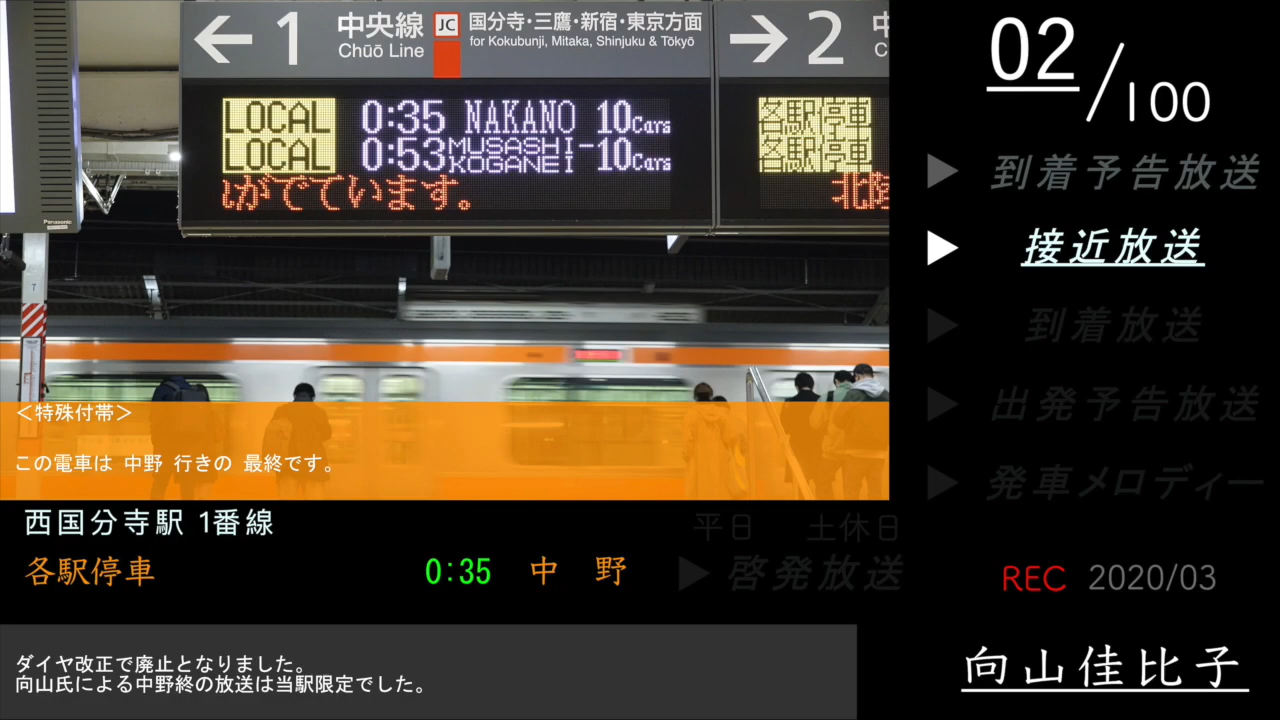 ← 1 中央線 JC 国分寺・三鷹・新宿・東京方面
Chūō Line for Kokubunji, Mitaka, Shinjuku & Tōkyō
→ 2 中
C
LOCAL 0:35 NAKANO 10Cars
LOCAL 0:53 MUSASHI-KOGANEI 10Cars
がでています。
各駅停車
各駅停車
北陸
Panasonic
7
02/100
▶ 到着予告放送
▶ 接近放送
▶ 到着放送
▶ 出発予告放送
▶ 発車メロディー
<特殊付帯>
この電車は 中野 行きの 最終です。
西国分寺駅 1番線
平日 土休日
各駅停車 0:35 中 野
▶ 啓発放送
REC 2020/03
ダイヤ改正で廃止となりました。
向山氏による中野終の放送は当駅限定でした。
向山佳比子